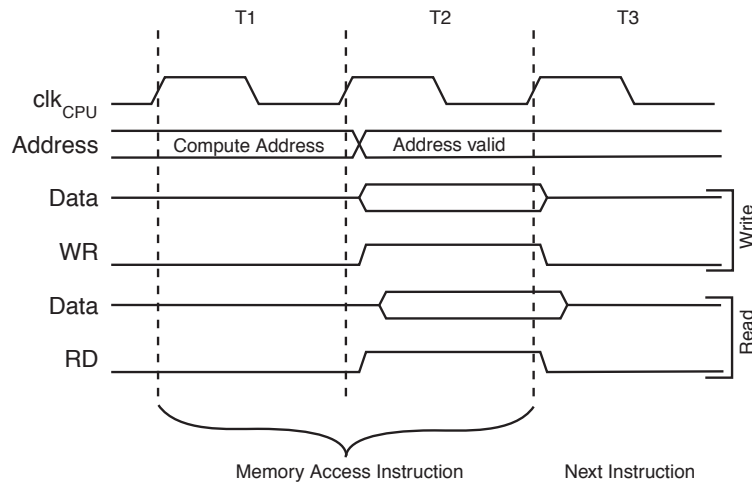 T1 T2 T3
clkCPU
Address Compute Address Address valid
Data
WR
Write
Data
RD
Read
Memory Access Instruction Next Instruction